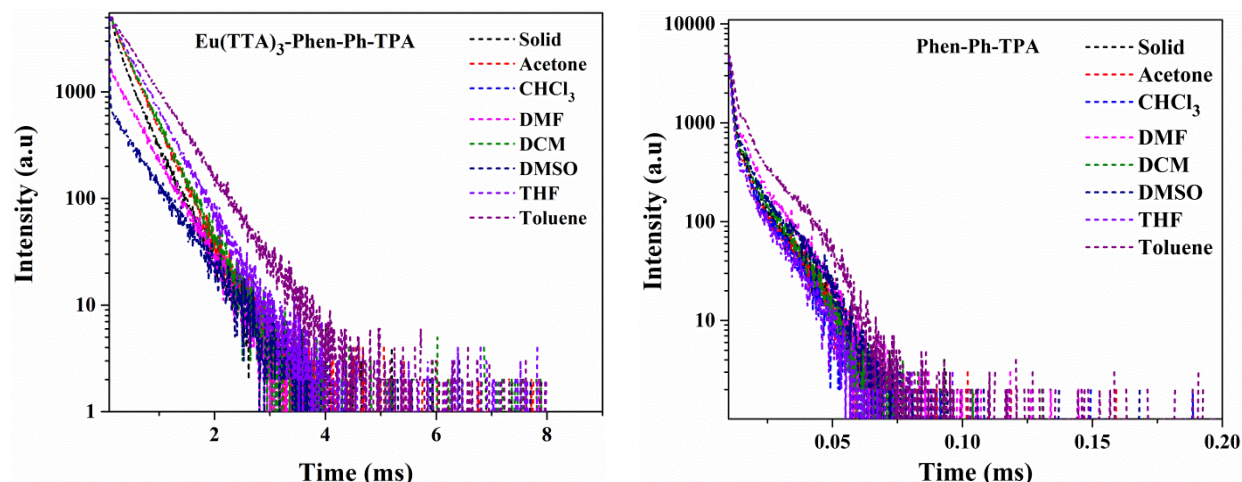 Eu(TTA)3-Phen-Ph-TPA
Solid
Acetone
CHCl3
DMF
DCM
DMSO
THF
Toluene
Intensity (a.u)
1000
100
10
1
2
4
6
8
Time (ms)
Phen-Ph-TPA
Solid
Acetone
CHCl3
DMF
DCM
DMSO
THF
Toluene
Intensity (a.u)
10000
1000
100
10
0.05
0.10
0.15
0.20
Time (ms)